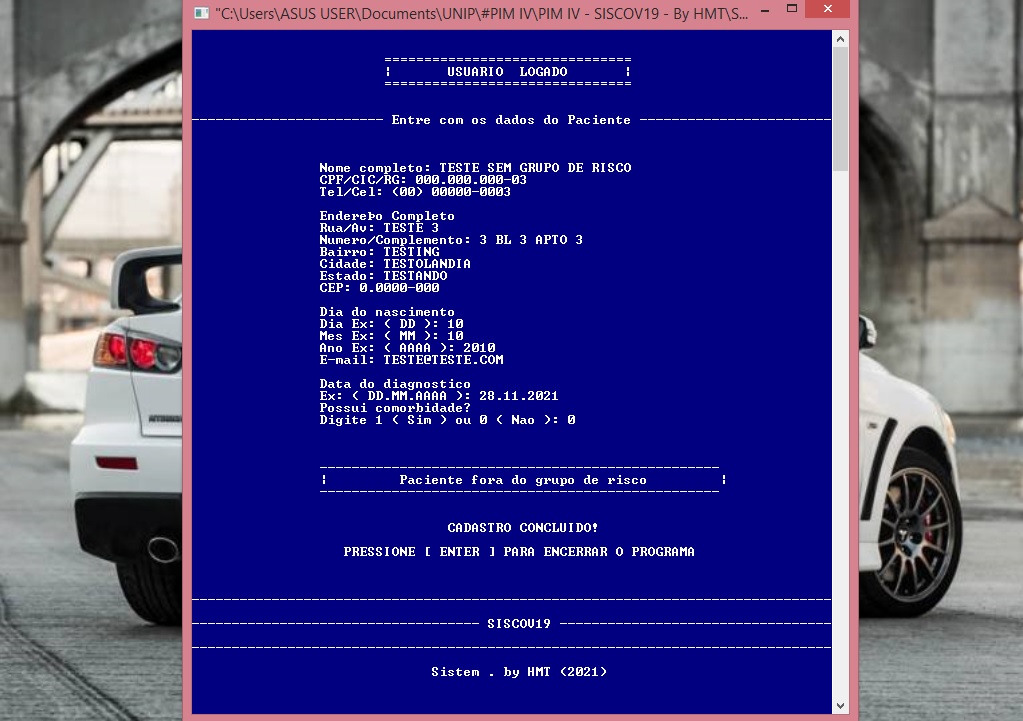 "C:\Users\ASUS USER\Documents\UNIP\#PIM IV\PIM IV - SISCOV19 - By HMT\S...
==============================
¦ USUARIO LOGADO ¦
==============================
------------------------ Entre com os dados do Paciente ------------------------
Nome completo: TESTE SEM GRUPO DE RISCO
CPF/CIC/RG: 000.000.000-03
Tel/Cel: (00) 00000-0003
EndereÞo Completo
Rua/Av: TESTE 3
Numero/Complemento: 3 BL 3 APTO 3
Bairro: TESTING
Cidade: TESTOLANDIA
Estado: TESTANDO
CEP: 0.0000-000
Dia do nascimento
Dia Ex: ( DD ): 10
Mes Ex: ( MM ): 10
Ano Ex: ( AAAA ): 2010
E-mail: TESTE@TESTE.COM
Data do diagnostico
Ex: ( DD.MM.AAAA ): 28.11.2021
Possui comorbidade?
Digite 1 ( Sim ) ou 0 ( Nao ): 0
--------------------------------------------------
¦ Paciente fora do grupo de risco ¦
--------------------------------------------------
CADASTRO CONCLUIDO!
PRESSIONE [ ENTER ] PARA ENCERRAR O PROGRAMA
--------------------------------------------------------------------------------
------------------------------------ SISCOV19 ----------------------------------
--------------------------------------------------------------------------------
Sistem . by HMT (2021)